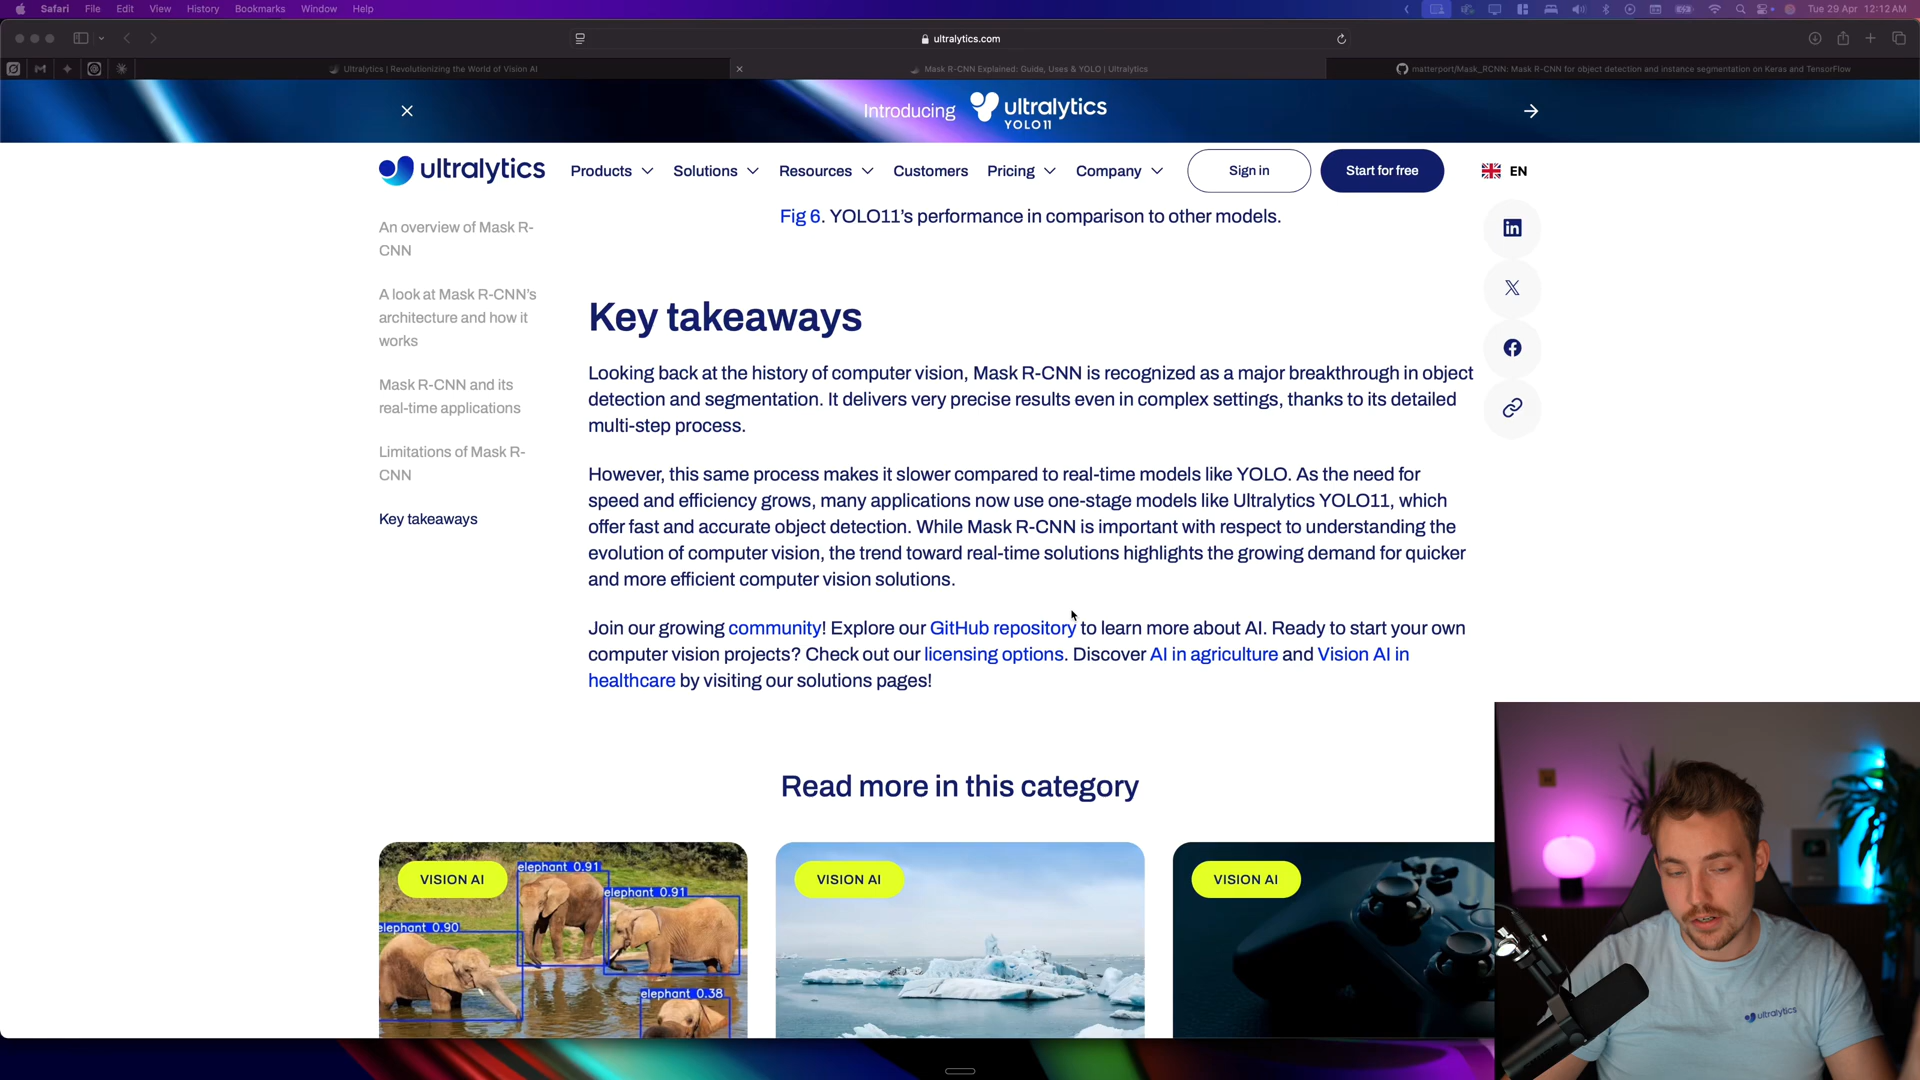 Safari File Edit View History Bookmarks Window Help
Tue 29 Apr 12:12 AM
ultralytics.com
Ultralytics | Revolutionizing the World of Vision AI
Mask R-CNN Explained: Guide, Uses & YOLO | Ultralytics
matterport/Mask_RCNN: Mask R-CNN for object detection and instance segmentation on Keras and TensorFlow
Introducing ultralytics
YOLO11
ultralytics Products Solutions Resources Customers Pricing Company Sign in Start for free EN
Fig 6. YOLO11’s performance in comparison to other models.
An overview of Mask R-
CNN
A look at Mask R-CNN’s
architecture and how it
works
Mask R-CNN and its
real-time applications
Limitations of Mask R-
CNN
Key takeaways
Key takeaways
Looking back at the history of computer vision, Mask R-CNN is recognized as a major breakthrough in object
detection and segmentation. It delivers very precise results even in complex settings, thanks to its detailed
multi-step process.
However, this same process makes it slower compared to real-time models like YOLO. As the need for
speed and efficiency grows, many applications now use one-stage models like Ultralytics YOLO11, which
offer fast and accurate object detection. While Mask R-CNN is important with respect to understanding the
evolution of computer vision, the trend toward real-time solutions highlights the growing demand for quicker
and more efficient computer vision solutions.
Join our growing community! Explore our GitHub repository to learn more about AI. Ready to start your own
computer vision projects? Check out our licensing options. Discover AI in agriculture and Vision AI in
healthcare by visiting our solutions pages!
Read more in this category
VISION AI
elephant 0.91
elephant 0.91
elephant 0.90
elephant 0.38
VISION AI
VISION AI
ultralytics